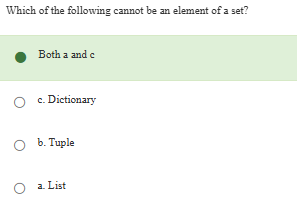 Which of the following cannot be an element of a set?
Both a and c
c. Dictionary
b. Tuple
a. List